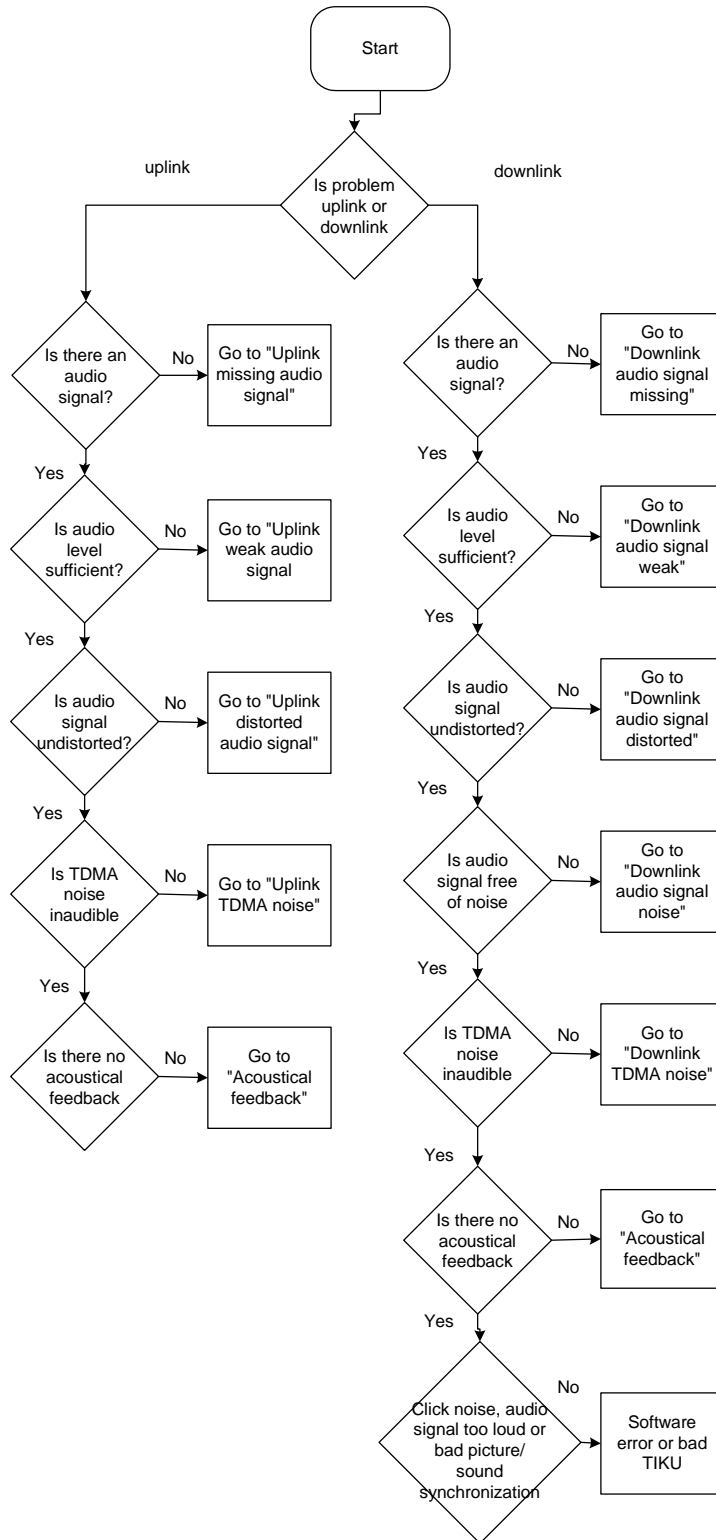 Start
uplink
downlink
Is problem
uplink or
downlink
Is there an
audio
signal?
No
Go to "Uplink
missing audio
signal"
Yes
Is audio
level
sufficient?
No
Go to "Uplink
weak audio
signal
Yes
Is audio
signal
undistorted?
No
Go to "Uplink
distorted
audio signal"
Yes
Is TDMA
noise
inaudible
No
Go to "Uplink
TDMA noise"
Yes
Is there no
acoustical
feedback
No
Go to
"Acoustical
feedback"
Is there an
audio
signal?
No
Go to
"Downlink
audio signal
missing"
Yes
Is audio
level
sufficient?
No
Go to
"Downlink
audio signal
weak"
Yes
Is audio
signal
undistorted?
No
Go to
"Downlink
audio signal
distorted"
Yes
Is audio
signal free
of noise
No
Go to
"Downlink
audio signal
noise"
Yes
Is TDMA
noise
inaudible
No
Go to
"Downlink
TDMA noise"
Yes
Is there no
acoustical
feedback
No
Go to
"Acoustical
feedback"
Yes
Click noise, audio
signal too loud or
bad picture/
sound
synchronization
No
Software
error or bad
TIKU